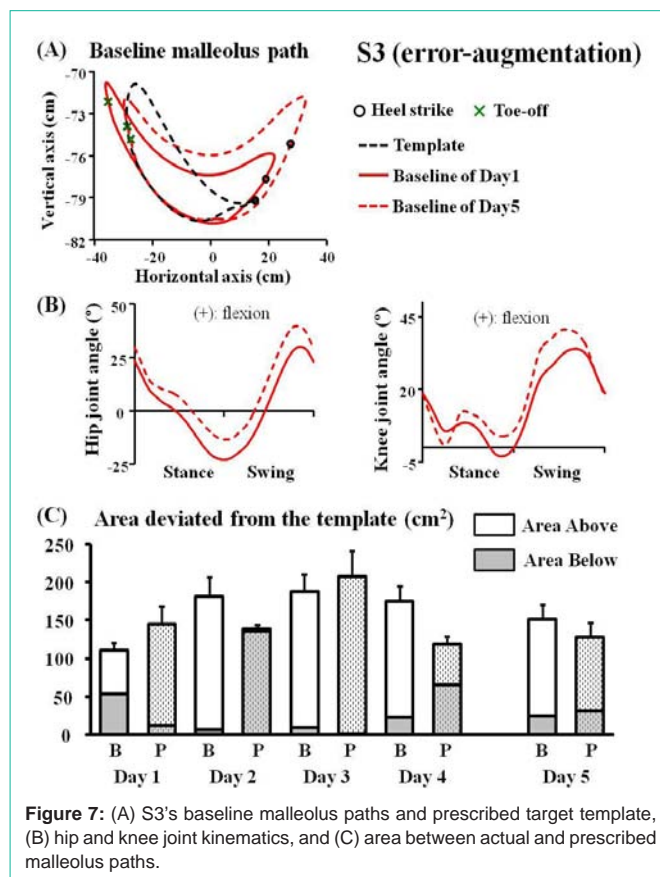 (A) Baseline malleolus path
S3 (error-augmentation)
Heel strike
Toe-off
Template
Baseline of Day1
Baseline of Day5
Vertical axis (cm)
-70
-73
-76
-79
-82
-40 -20 0 20 40
Horizontal axis (cm)
(B)
Hip joint angle (°)
50
25
0
-25
(+): flexion
Stance Swing
Knee joint angle (°)
45
20
-5
(+): flexion
Stance Swing
(C) Area deviated from the template (cm²)
Area Above
Area Below
250
200
150
100
50
0
B P B P B P B P B P
Day 1 Day 2 Day 3 Day 4 Day 5
Figure 7: (A) S3's baseline malleolus paths and prescribed target template,
(B) hip and knee joint kinematics, and (C) area between actual and prescribed
malleolus paths.